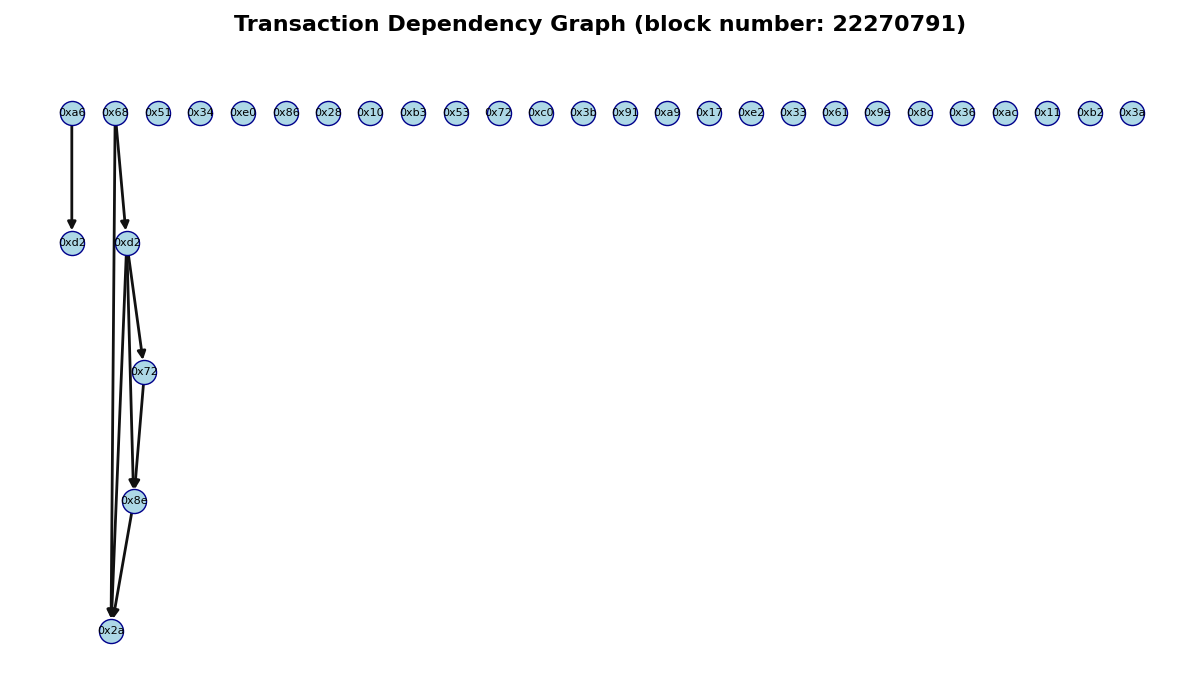 Transaction Dependency Graph (block number: 22270791)
0xa6 0x68 0x51 0x34 0xe0 0x86 0x28 0x10 0xb3 0x53 0x72 0xc0 0x3b 0x91 0xa9 0x17 0xe2 0x33 0x61 0x9e 0x8c 0x36 0xac 0x11 0xb2 0x3a
0xd2 0xd2
0x72
0x8e
0x2a